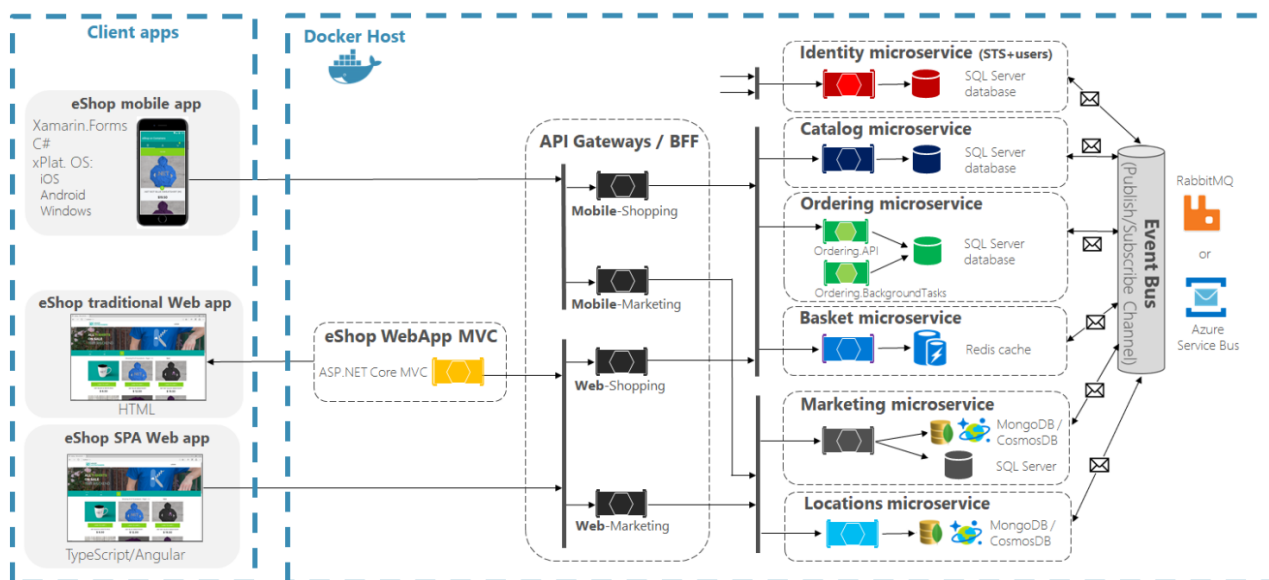 Client apps
eShop mobile app
Xamarin.Forms
C#
xPlat. OS:
iOS
Android
Windows
eShop traditional Web app
HTML
eShop SPA Web app
TypeScript/Angular
Docker Host
eShop WebApp MVC
ASP.NET Core MVC
API Gateways / BFF
Mobile-Shopping
Mobile-Marketing
Web-Shopping
Web-Marketing
Identity microservice (STS+users)
SQL Server
database
Catalog microservice
SQL Server
database
Ordering microservice
Ordering.API
Ordering.BackgroundTasks
SQL Server
database
Basket microservice
Redis cache
Marketing microservice
MongoDB /
CosmosDB
SQL Server
Locations microservice
MongoDB /
CosmosDB
Event Bus
(Publish/Subscribe Channel)
RabbitMQ
or
Azure
Service Bus